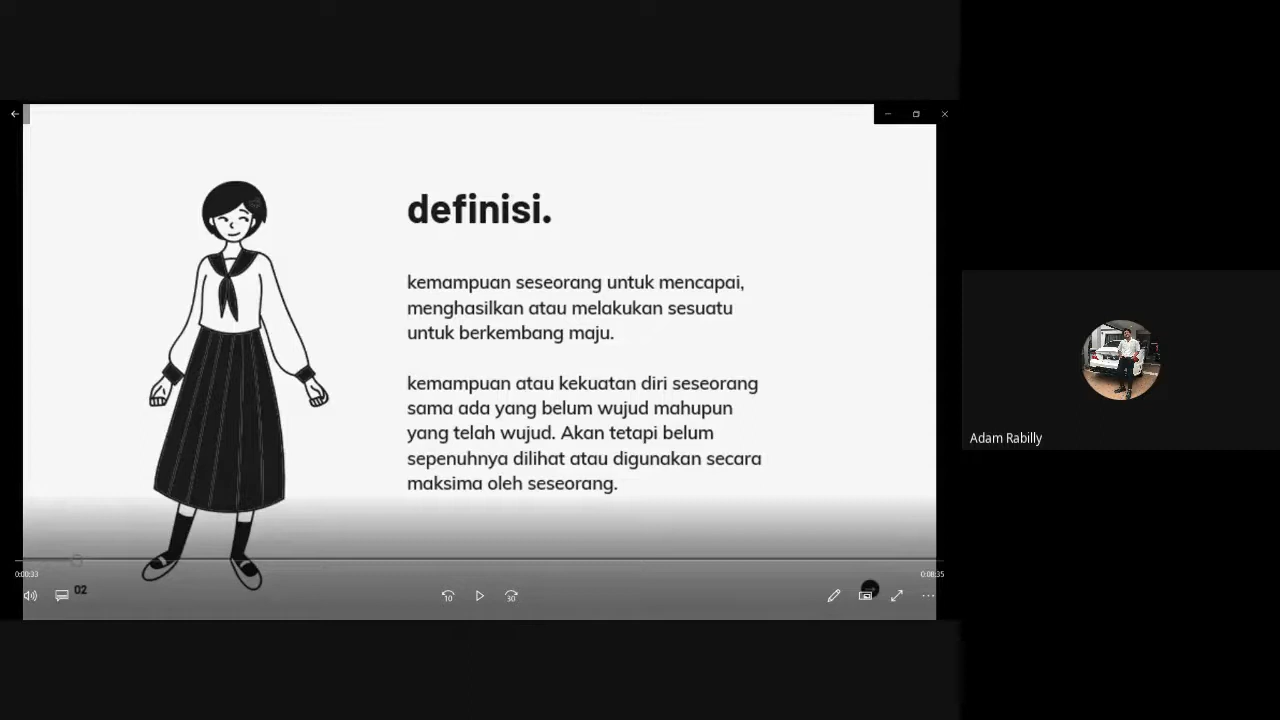 definisi.
kemampuan seseorang untuk mencapai,
menghasilkan atau melakukan sesuatu
untuk berkembang maju.
kemampuan atau kekuatan diri seseorang
sama ada yang belum wujud mahupun
yang telah wujud. Akan tetapi belum
sepenuhnya dilihat atau digunakan secara
maksima oleh seseorang.
Adam Rabilly
0:00:33
0:08:35
02
10
30